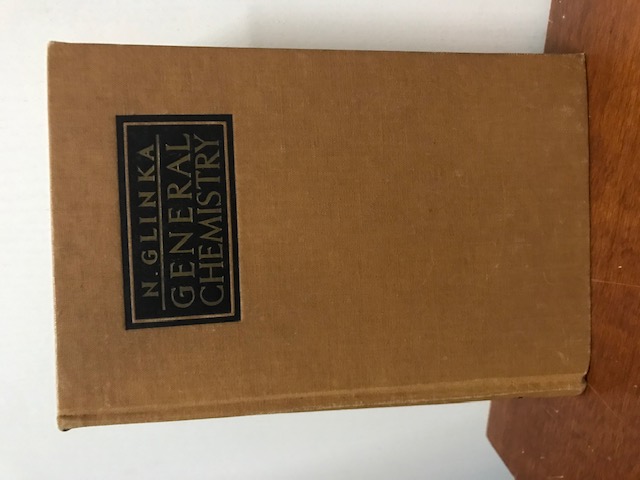 N. GLINKA
GENERAL
CHEMISTRY